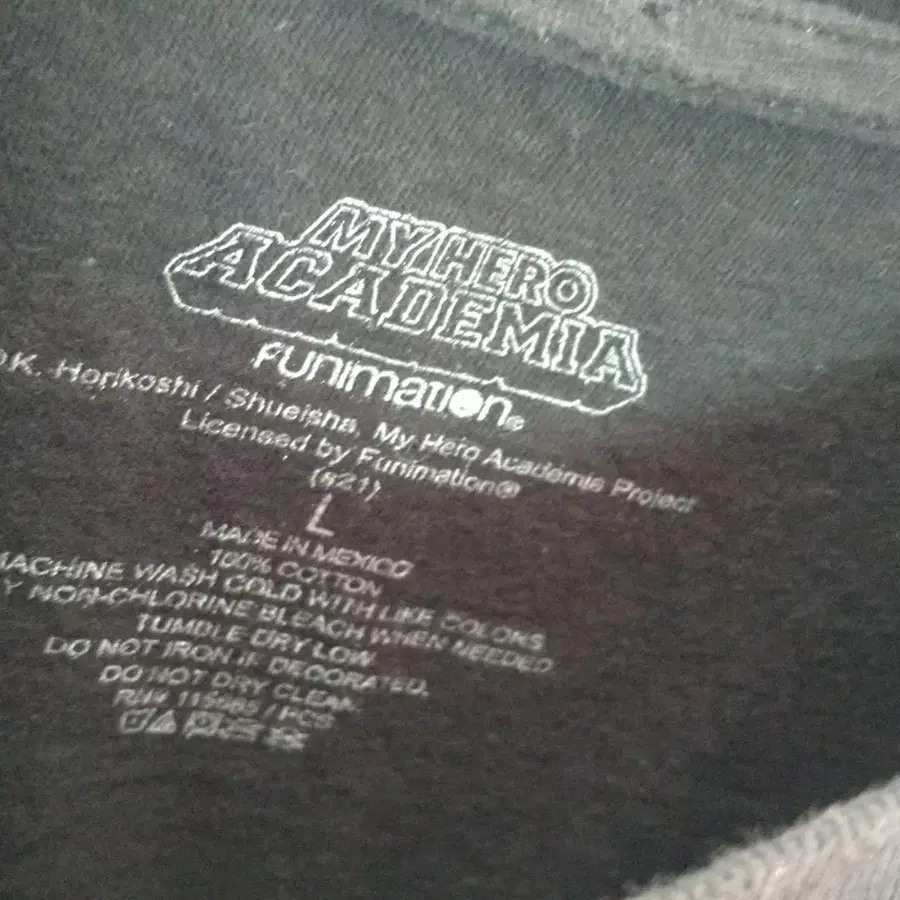 MY HERO
ACADEMIA
FUNIMATION®
K. Horikoshi / Shueisha, My Hero Academia Project
Licensed by Funimation®
(621)
L
MADE IN MEXICO
100% COTTON
MACHINE WASH COLD WITH LIKE COLORS
NON-CHLORINE BLEACH WHEN NEEDED
TUMBLE DRY LOW
DO NOT IRON IF DECORATED.
DO NOT DRY CLEAN.
RN#